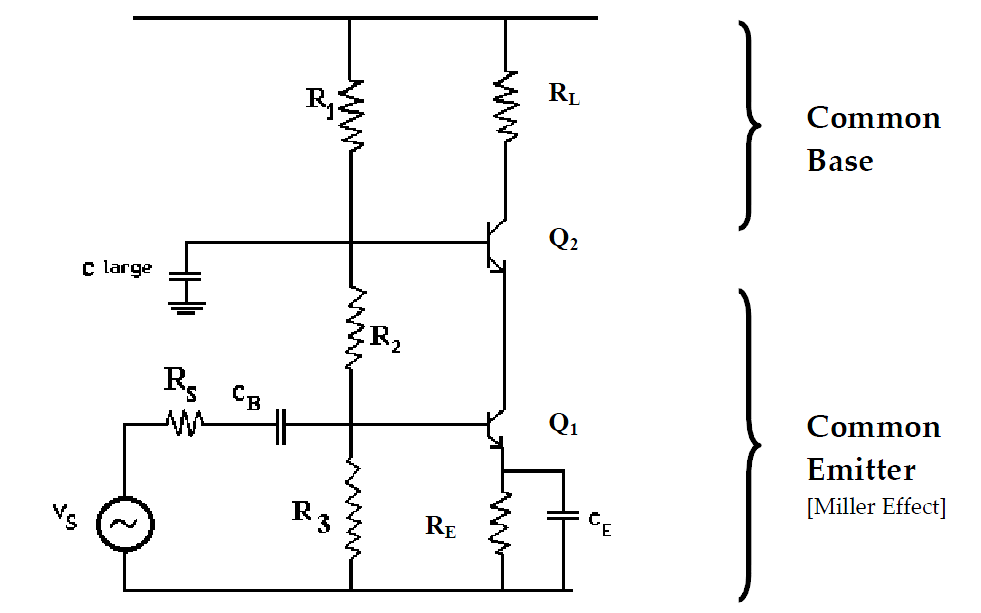 R1
RL
Common
Base
Q2
C large
R2
RS
CB
Q1
Common
Emitter
[Miller Effect]
vS
R3
RE
CE